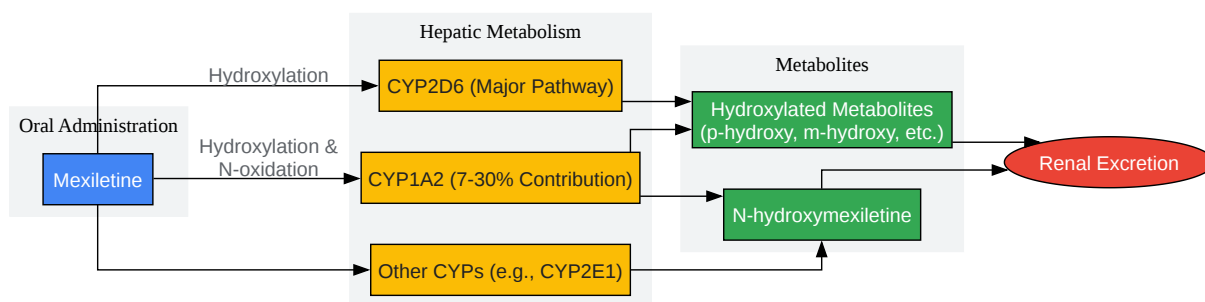 Hepatic Metabolism
Metabolites
Oral Administration
Hydroxylation
Hydroxylation &
N-oxidation
Mexiletine
CYP2D6 (Major Pathway)
CYP1A2 (7-30% Contribution)
Other CYPs (e.g., CYP2E1)
Hydroxylated Metabolites
(p-hydroxy, m-hydroxy, etc.)
N-hydroxymexiletine
Renal Excretion